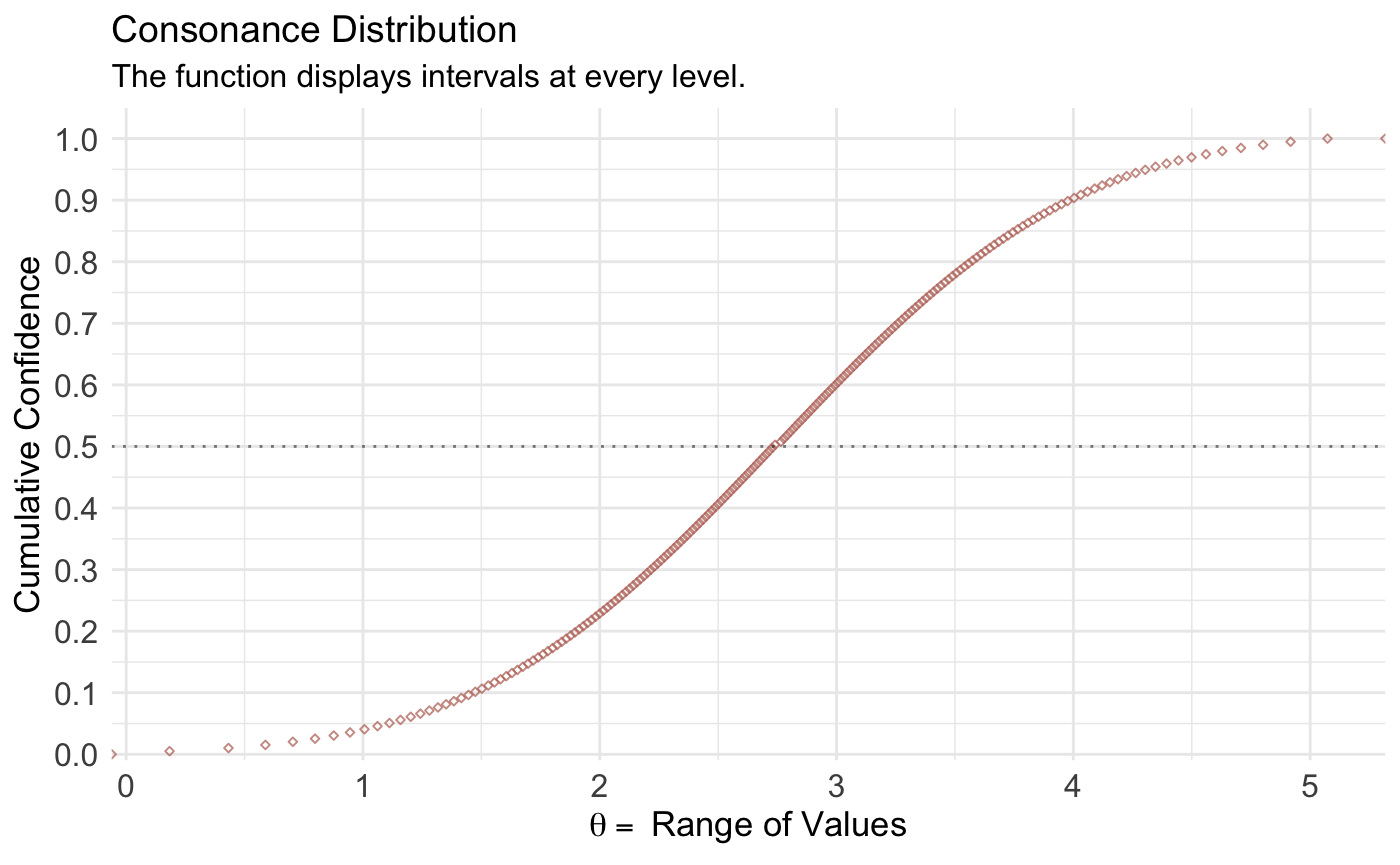 Consonance Distribution
The function displays intervals at every level.
Cumulative Confidence
1.0
0.9
0.8
0.7
0.6
0.5
0.4
0.3
0.2
0.1
0.0
0 1 2 3 4 5
θ = Range of Values